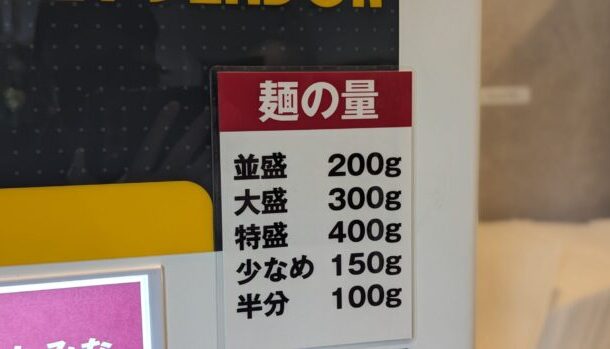 麺の量
並盛 200g
大盛 300g
特盛 400g
少なめ 150g
半分 100g